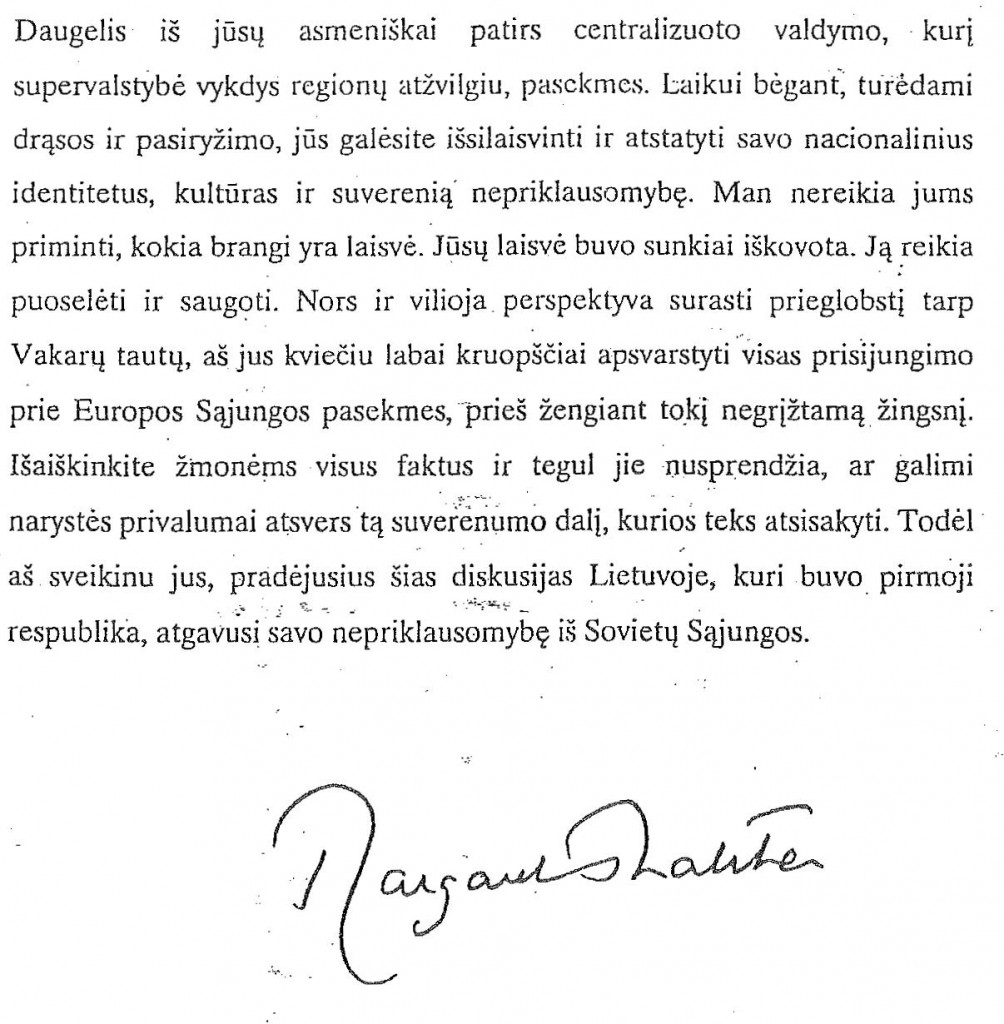 Daugelis iš jūsų asmeniškai patirs centralizuoto valdymo, kurį
supervalstybė vykdys regionų atžvilgiu, pasekmes. Laikui bėgant, turėdami
drąsos ir pasiryžimo, jūs galėsite išsilaisvinti ir atstatyti savo nacionalinius
identitetus, kultūras ir suverenią nepriklausomybę. Man nereikia jums
priminti, kokia brangi yra laisvė. Jūsų laisvė buvo sunkiai iškovota. Ją reikia
puoselėti ir saugoti. Nors ir vilioja perspektyva surasti prieglobstį tarp
Vakarų tautų, aš jus kviečiu labai kruopščiai apsvarstyti visas prisijungimo
prie Europos Sąjungos pasekmes, prieš žengiant tokį negrįžtamą žingsnį.
Išaiškinkite žmonėms visus faktus ir tegul jie nusprendžia, ar galimi
narystės privalumai atsvers tą suverenumo dalį, kurios teks atsisakyti. Todėl
aš sveikinu jus, pradėjusius šias diskusijas Lietuvoje, kuri buvo pirmoji
respublika, atgavusi savo nepriklausomybę iš Sovietų Sąjungos.
Margaret Thatcher